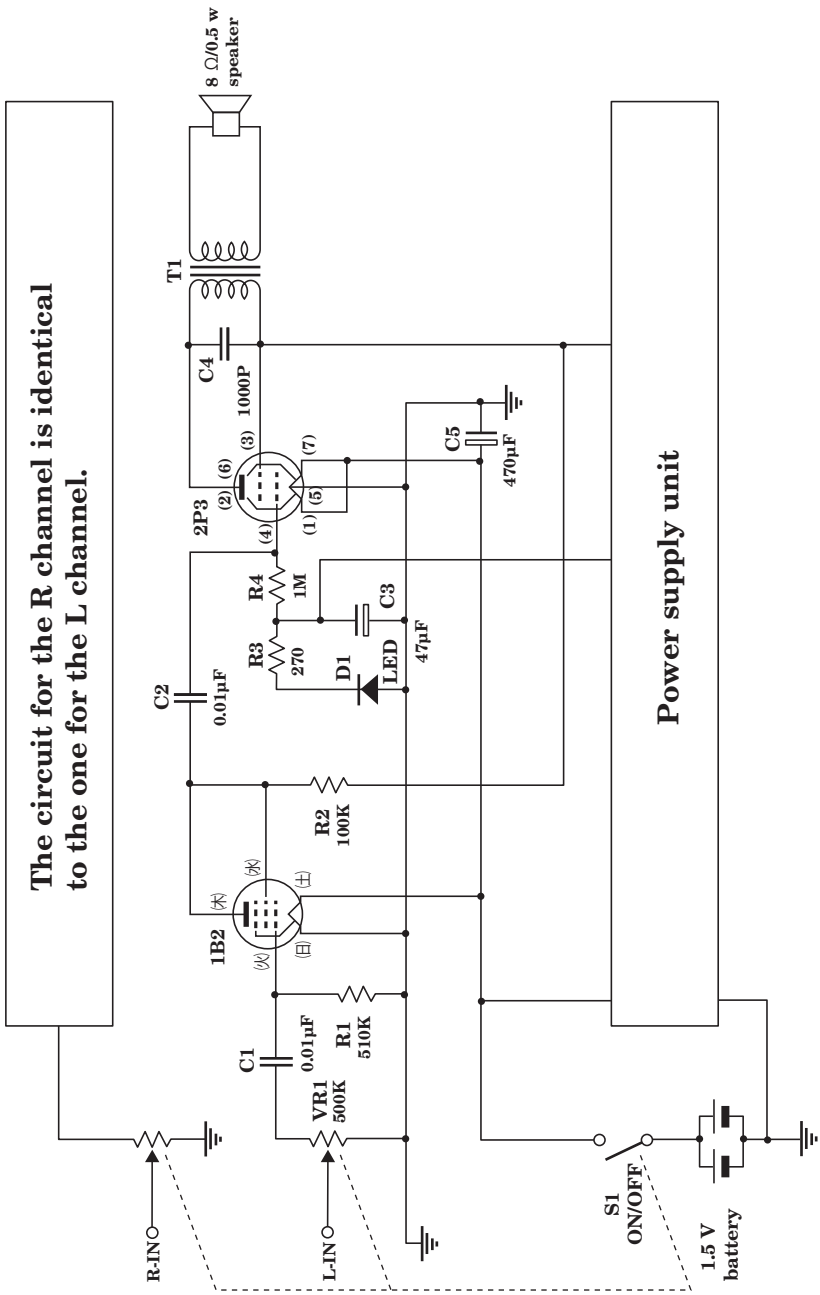 The circuit for the R channel is identical
to the one for the L channel.
8 Ω/0.5 w
speaker
T1
C4
1000P
2P3
(2)
(6)
(3)
(4)
(1)
(5)
(7)
R4
1M
R3
270
C3
47μF
D1
LED
C5
470μF
C2
0.01μF
R2
100K
1B2
(木)
(水)
(火)
(日)
(土)
C1
0.01μF
R1
510K
VR1
500K
R-IN
L-IN
S1
ON/OFF
1.5 V
battery
Power supply unit